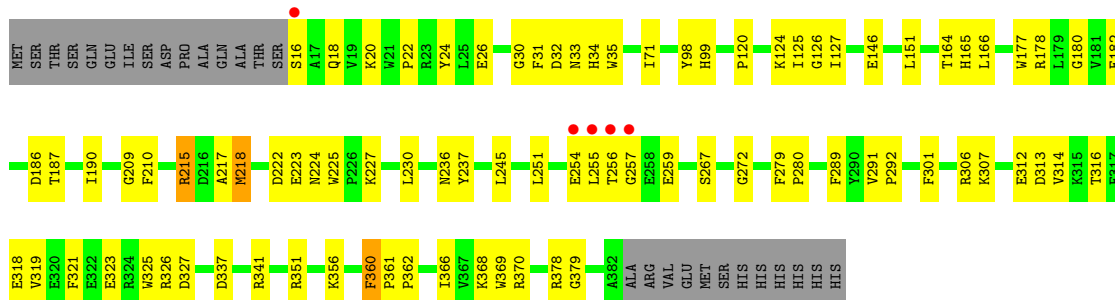 MET SER THR SER GLN GLU ILE SER ASP PRO ALA GLN ALA THR SER S16 A17 Q18 V19 K20 W21 P22 R23 Y24 L25 E26 G30 F31 D32 N33 H34 W35 I71 Y98 H99 P120 K124 I125 G126 I127 E146 L151 T164 H165 L166 W177 R178 L179 G180 V181
D186 T187 I190 G209 F210 R215 D216 A217 M218 D222 E223 N224 W225 P226 K227 L230 N236 Y237 L245 L251 E254 L255 T256 G257 E258 E259 S267 G272 F279 P280 F289 Y290 V291 P292 F301 R306 K307 E312 D313 V314 K315 T316
E318 V319 E320 F321 E322 E323 R324 W325 R326 D327 D337 R341 R351 K356 F360 P361 P362 I366 V367 K368 W369 R370 R378 G379 A382 ALA ARG VAL GLU MET SER HIS HIS HIS HIS HIS HIS